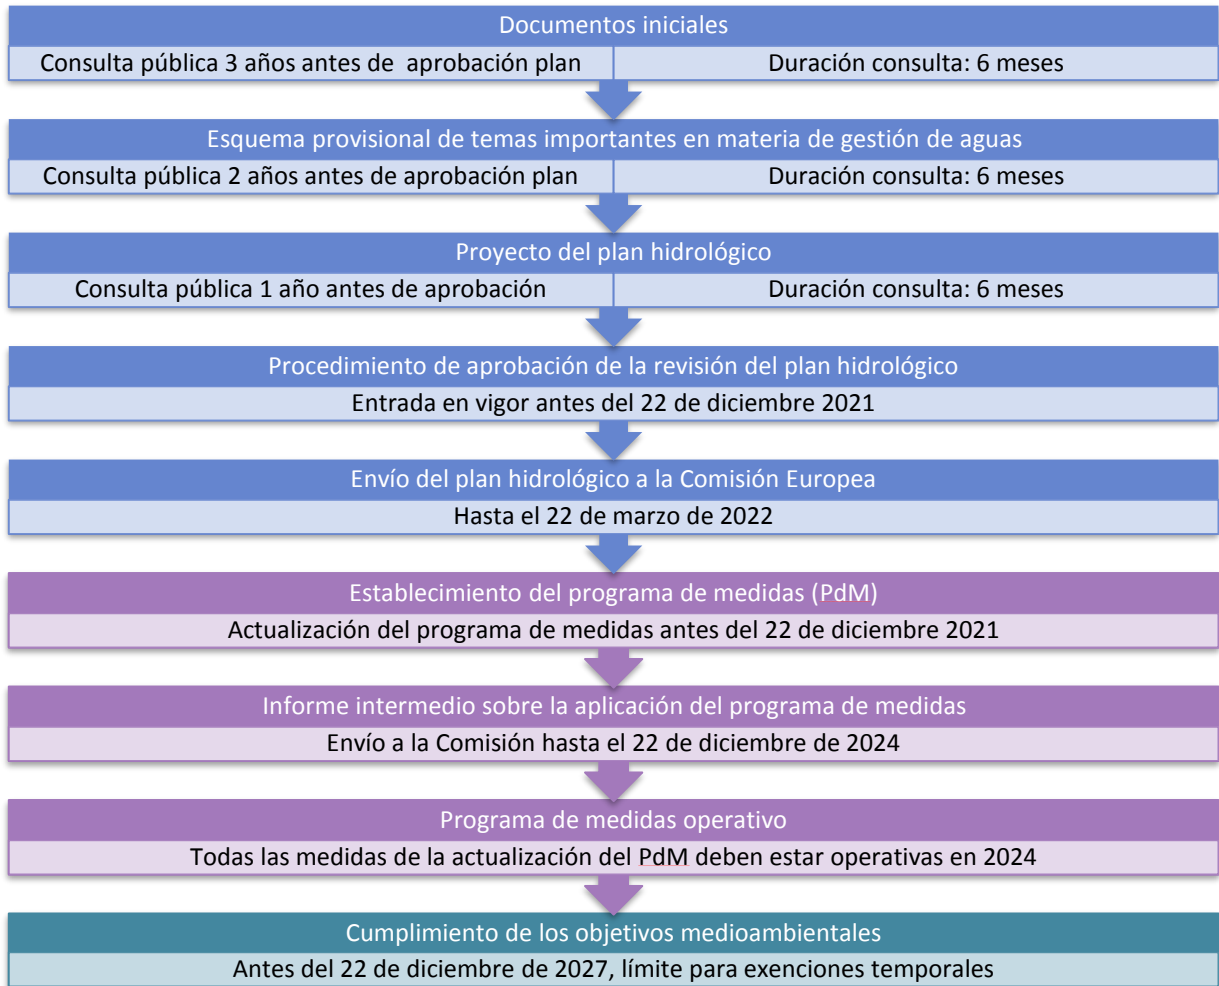 Documentos iniciales
Consulta pública 3 años antes de aprobación plan
Duración consulta: 6 meses
Esquema provisional de temas importantes en materia de gestión de aguas
Consulta pública 2 años antes de aprobación plan
Duración consulta: 6 meses
Proyecto del plan hidrológico
Consulta pública 1 año antes de aprobación
Duración consulta: 6 meses
Procedimiento de aprobación de la revisión del plan hidrológico
Entrada en vigor antes del 22 de diciembre 2021
Envío del plan hidrológico a la Comisión Europea
Hasta el 22 de marzo de 2022
Establecimiento del programa de medidas (PdM)
Actualización del programa de medidas antes del 22 de diciembre 2021
Informe intermedio sobre la aplicación del programa de medidas
Envío a la Comisión hasta el 22 de diciembre de 2024
Programa de medidas operativo
Todas las medidas de la actualización del PdM deben estar operativas en 2024
Cumplimiento de los objetivos medioambientales
Antes del 22 de diciembre de 2027, límite para exenciones temporales